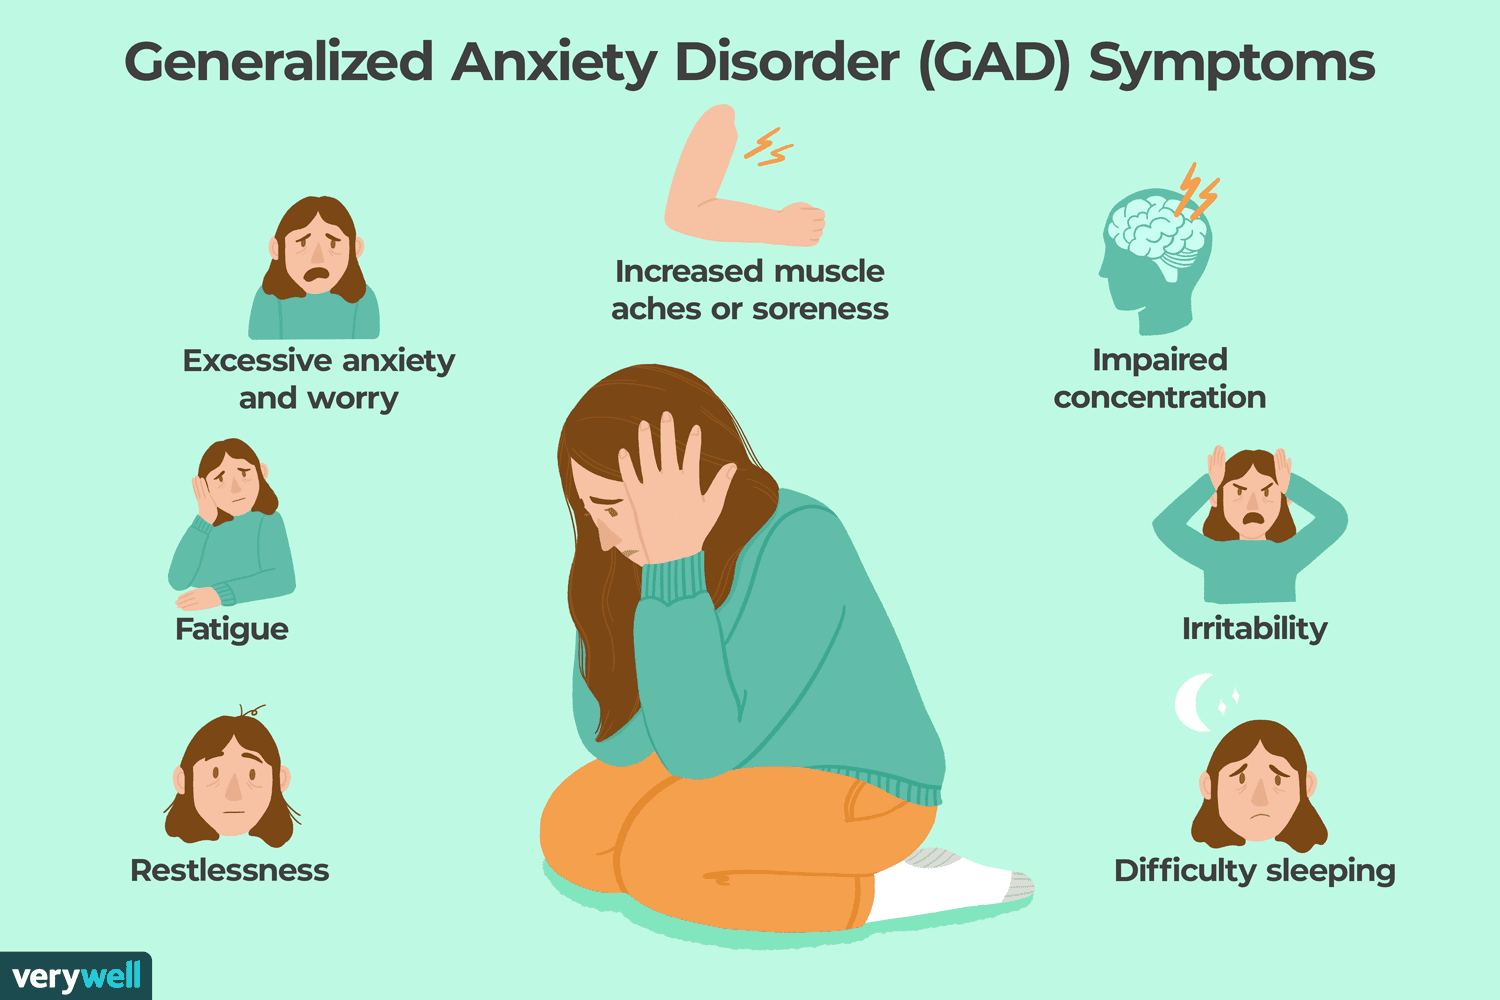 Generalized Anxiety Disorder (GAD) Symptoms
Increased muscle
aches or soreness
Excessive anxiety
and worry
Impaired
concentration
Fatigue
Irritability
Restlessness
Difficulty sleeping
verywell